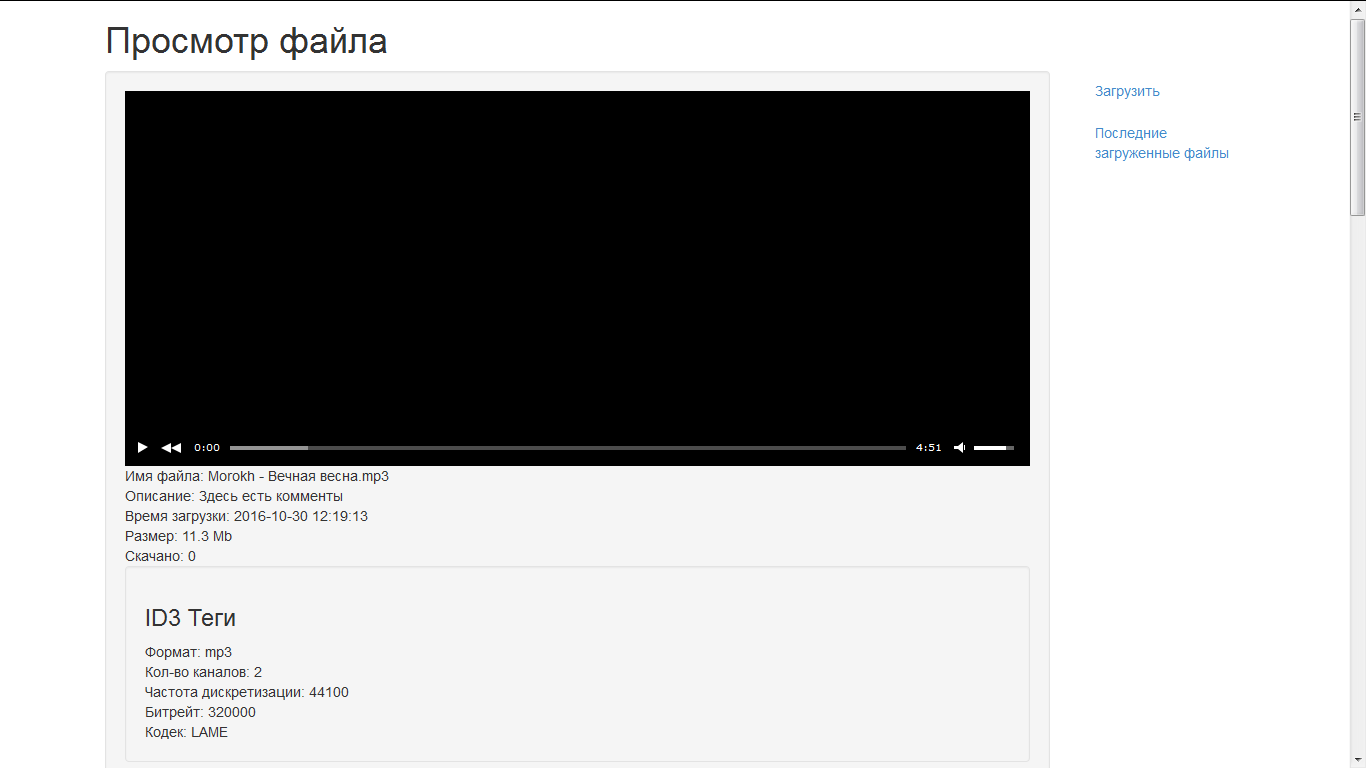 Просмотр файла
Загрузить
Последние
загруженные файлы
0:00
4:51
Имя файла: Morokh - Вечная весна.mp3
Описание: Здесь есть комменты
Время загрузки: 2016-10-30 12:19:13
Размер: 11.3 Mb
Скачано: 0
ID3 Теги
Формат: mp3
Кол-во каналов: 2
Частота дискретизации: 44100
Битрейт: 320000
Кодек: LAME